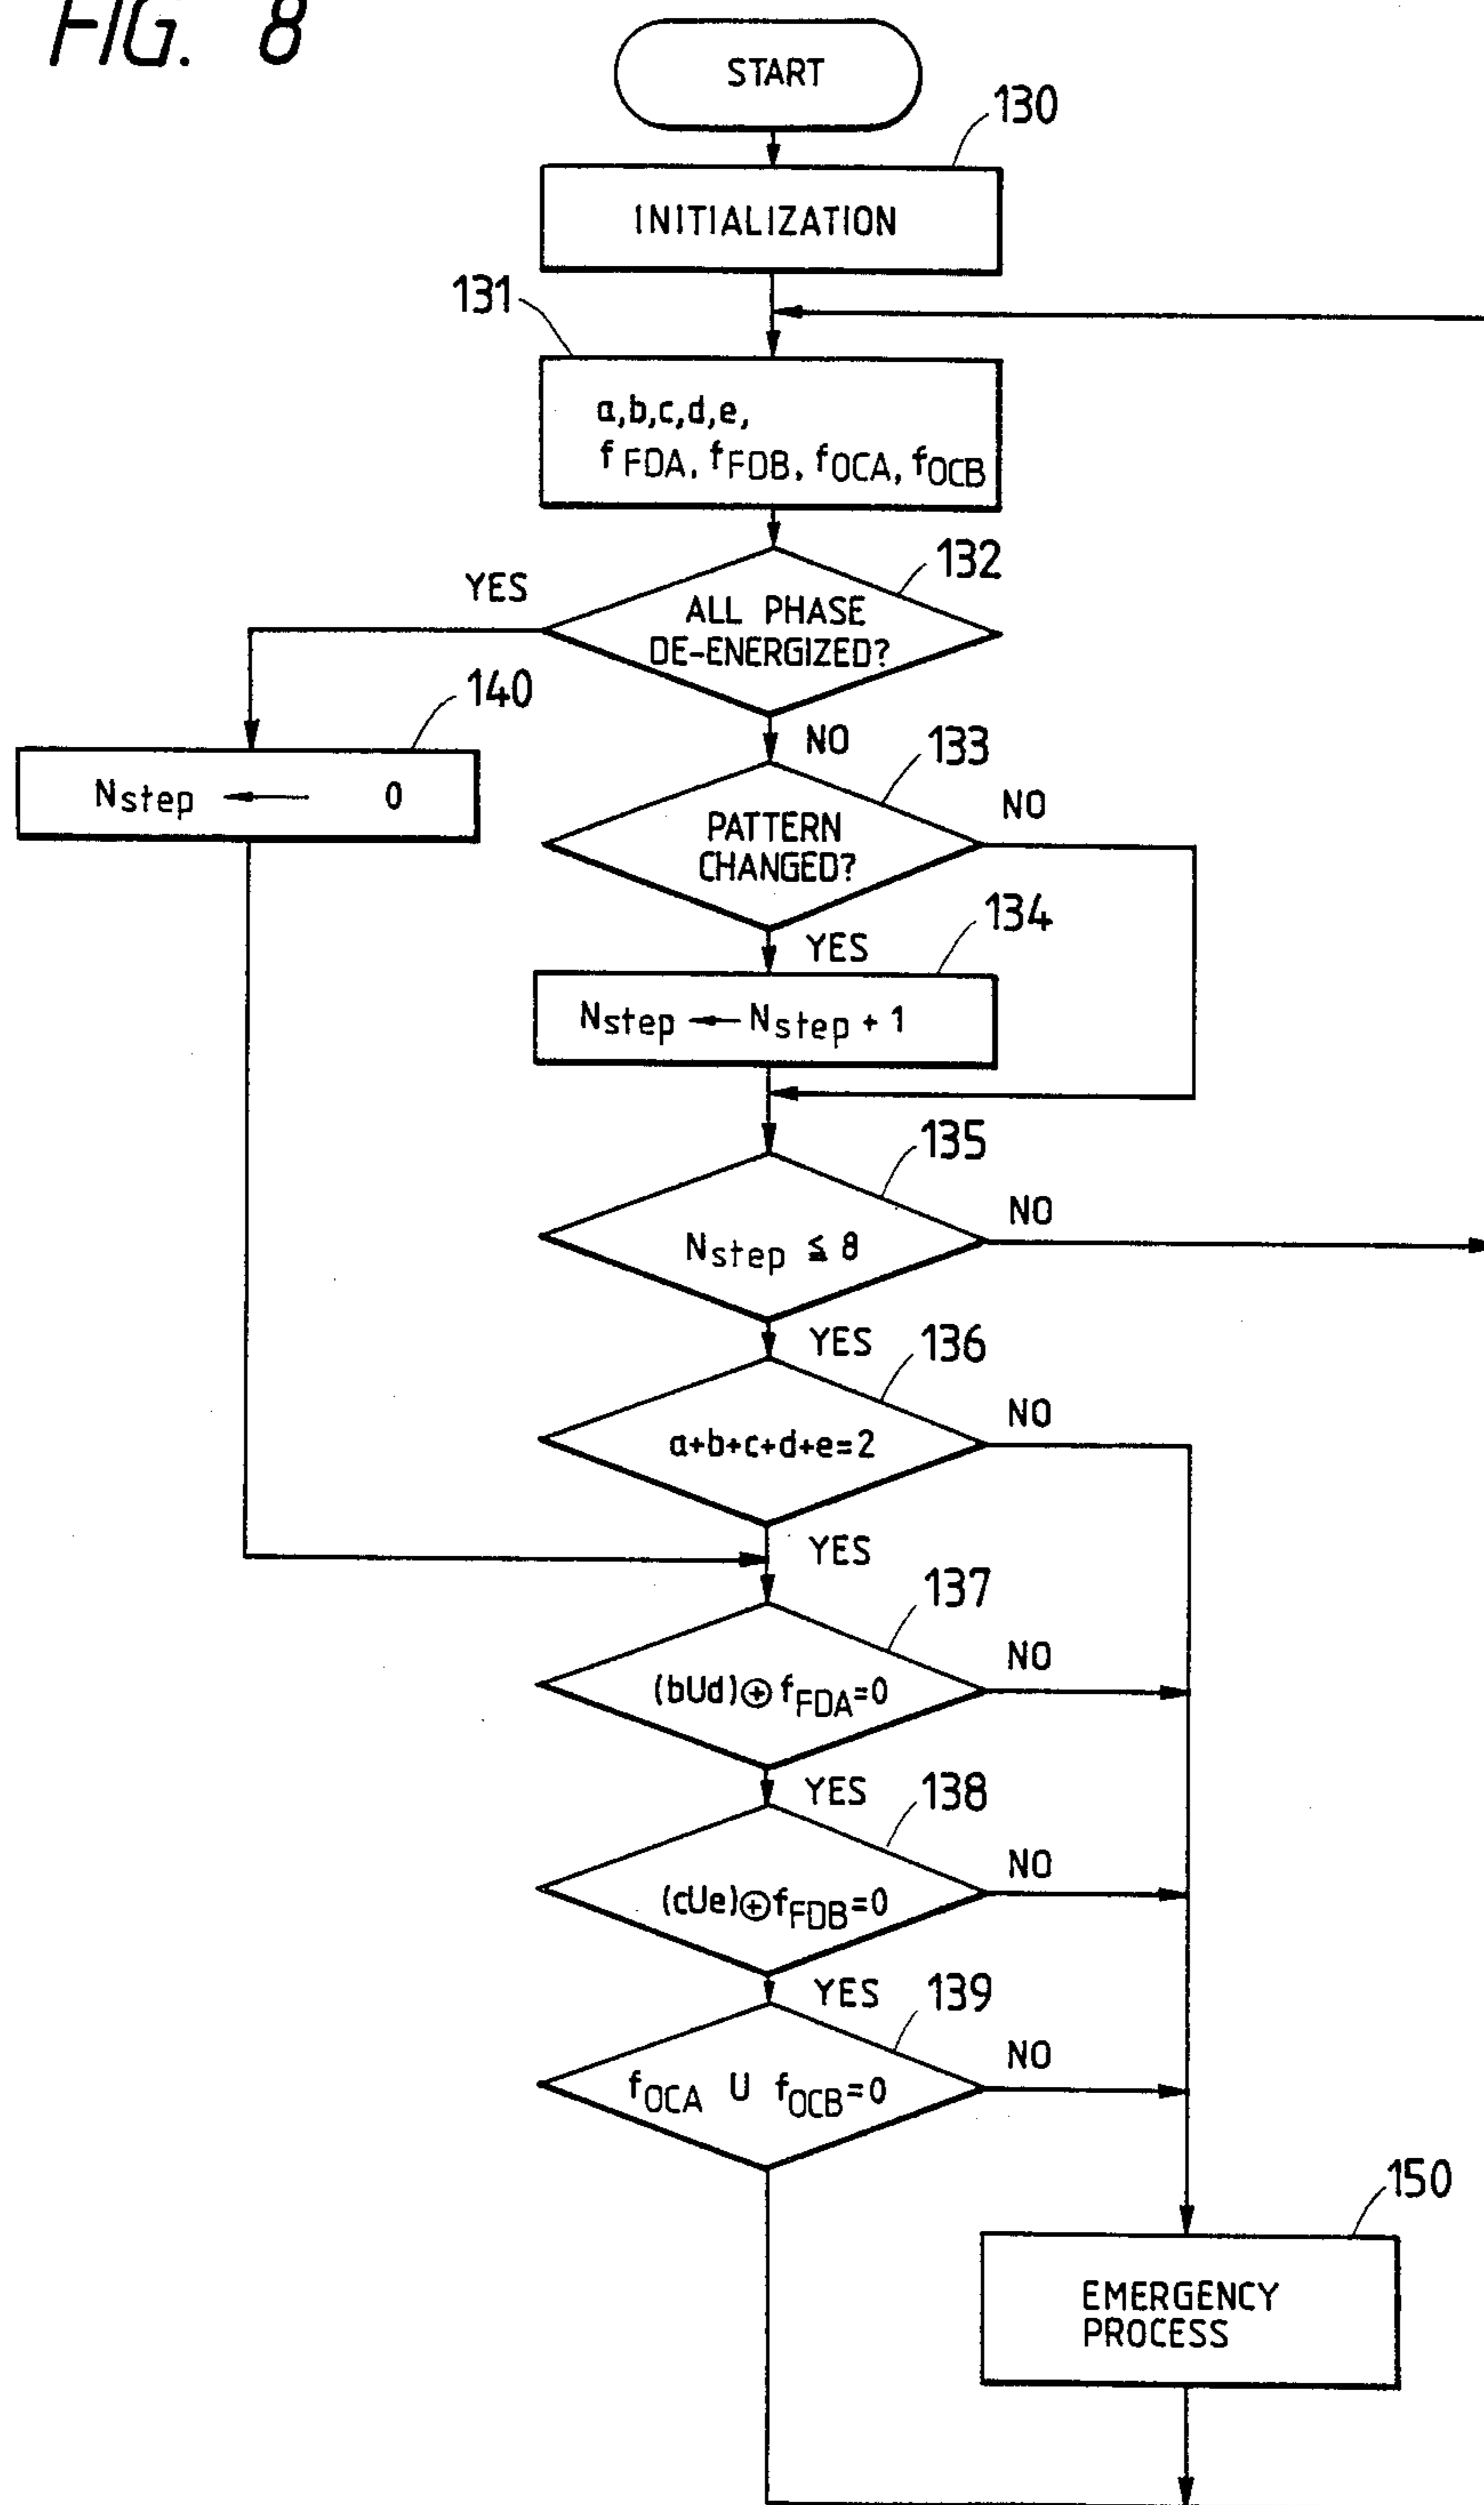 FIG. 8
START
130
INITIALIZATION
131
a,b,c,d,e,
fFDA, fFDB, fOCA, fOCB
132
YES
ALL PHASE
DE-ENERGIZED?
140
NO
133
Nstep ← 0
NO
PATTERN
CHANGED?
134
YES
Nstep ← Nstep + 1
135
NO
Nstep ≦ 8
YES
136
NO
a+b+c+d+e=2
YES
137
NO
(bUd)⊕fFDA=0
YES
138
NO
(cUe)⊕fFDB=0
YES
139
NO
fOCA U fOCB=0
150
EMERGENCY
PROCESS